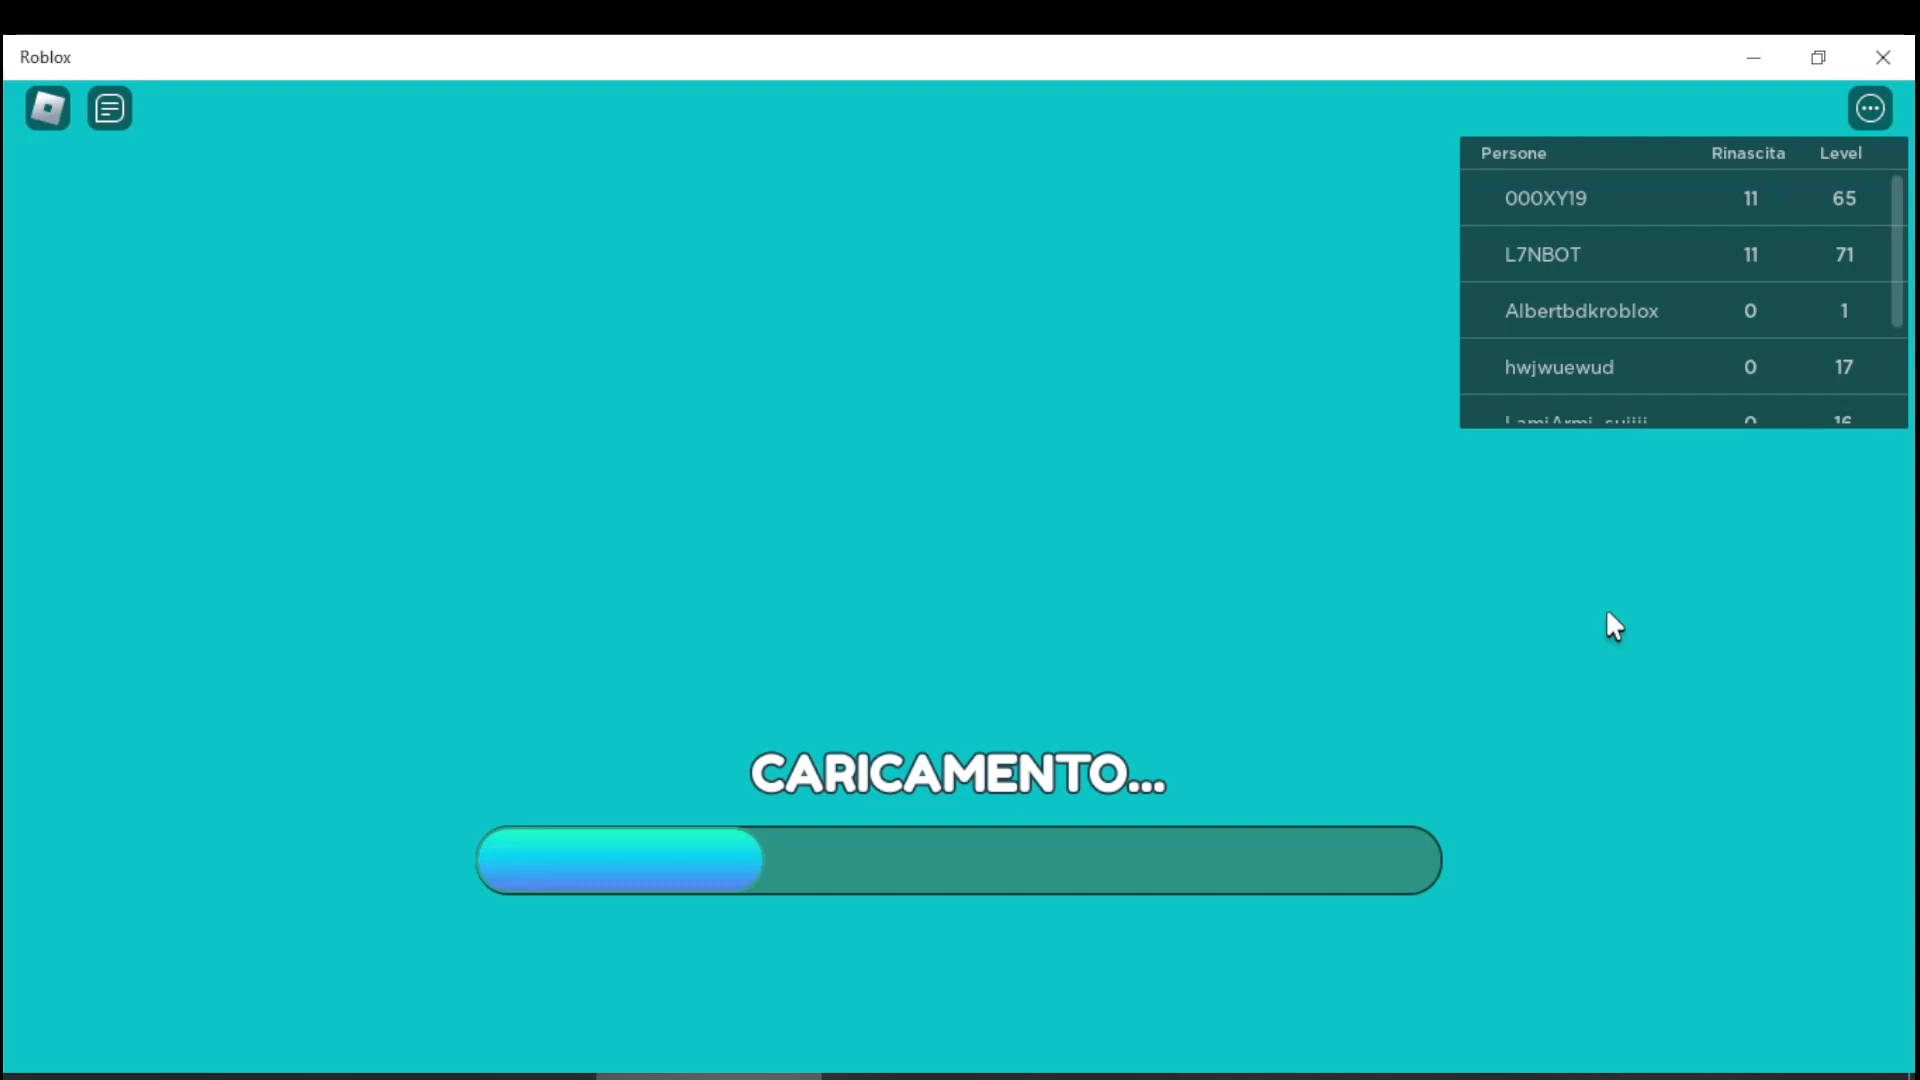 Roblox
Persone Rinascita Level
000XY19 11 65
L7NBOT 11 71
Albertbdkroblox 0 1
hwjwuewud 0 17
CARICAMENTO...